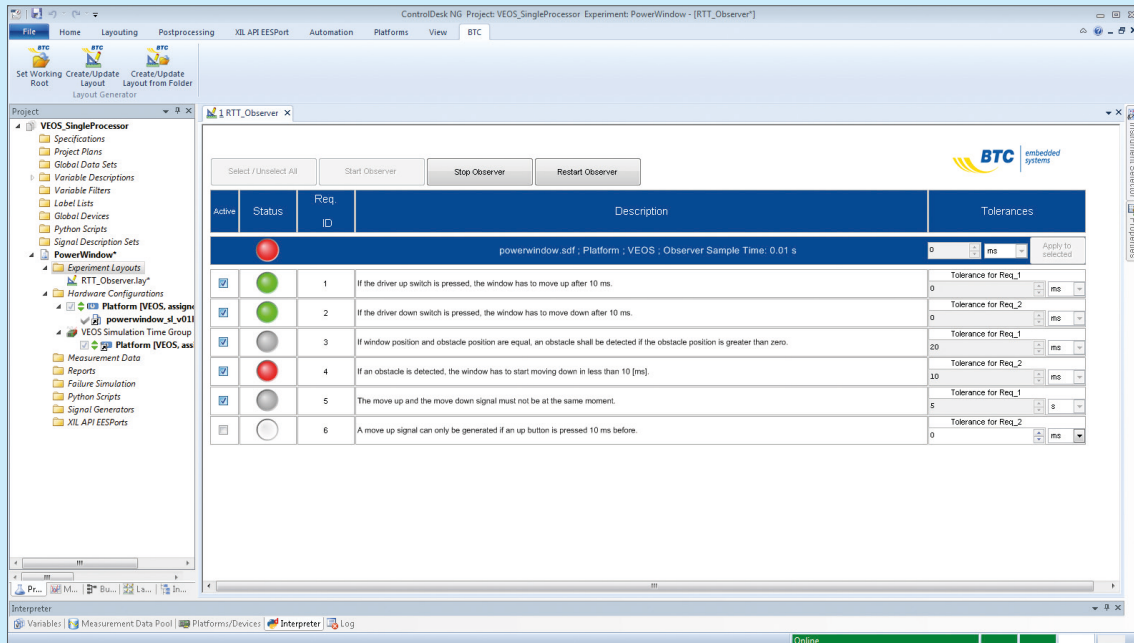 ControlDesk NG Project: VEOS_SingleProcessor Experiment: PowerWindow - [RTT_Observer*]
File Home Layouting Postprocessing XIL API EESPort Automation Platforms View BTC
BTC BTC BTC
Set Working Create/Update Create/Update
Root Layout Layout from Folder
Layout Generator
Project
1 RTT_Observer
VEOS_SingleProcessor
Specifications
Project Plans
Global Data Sets
Variable Descriptions
Variable Filters
Label Lists
Global Devices
Python Scripts
Signal Description Sets
PowerWindow*
Experiment Layouts
RTT_Observer.lay*
Hardware Configurations
Platform [VEOS, assigne
powerwindow_sl_v01l
VEOS Simulation Time Group
Platform [VEOS, ass
Measurement Data
Reports
Failure Simulation
Python Scripts
Signal Generators
XIL API EESPorts
Pr... M... Bu... La... In...
Select / Unselect All Start Observer Stop Observer Restart Observer
BTC embedded
systems
Active Status Req. ID Description Tolerances
powerwindow.sdf ; Platform ; VEOS ; Observer Sample Time: 0.01 s 0 ms Apply to selected
Tolerance for Req_1
1 If the driver up switch is pressed, the window has to move up after 10 ms. 0 ms
Tolerance for Req_2
2 If the driver down switch is pressed, the window has to move down after 10 ms. 0 ms
Tolerance for Req_1
3 If window position and obstacle position are equal, an obstacle shall be detected if the obstacle position is greater than zero. 20 ms
Tolerance for Req_2
4 If an obstacle is detected, the window has to start moving down in less than 10 [ms]. 10 ms
Tolerance for Req_1
5 The move up and the move down signal must not be at the same moment. 5 s
Tolerance for Req_2
6 A move up signal can only be generated if an up button is pressed 10 ms before. 0 ms
Instrument Selector
Properties
Interpreter
Variables Measurement Data Pool Platforms/Devices Interpreter Log
Online